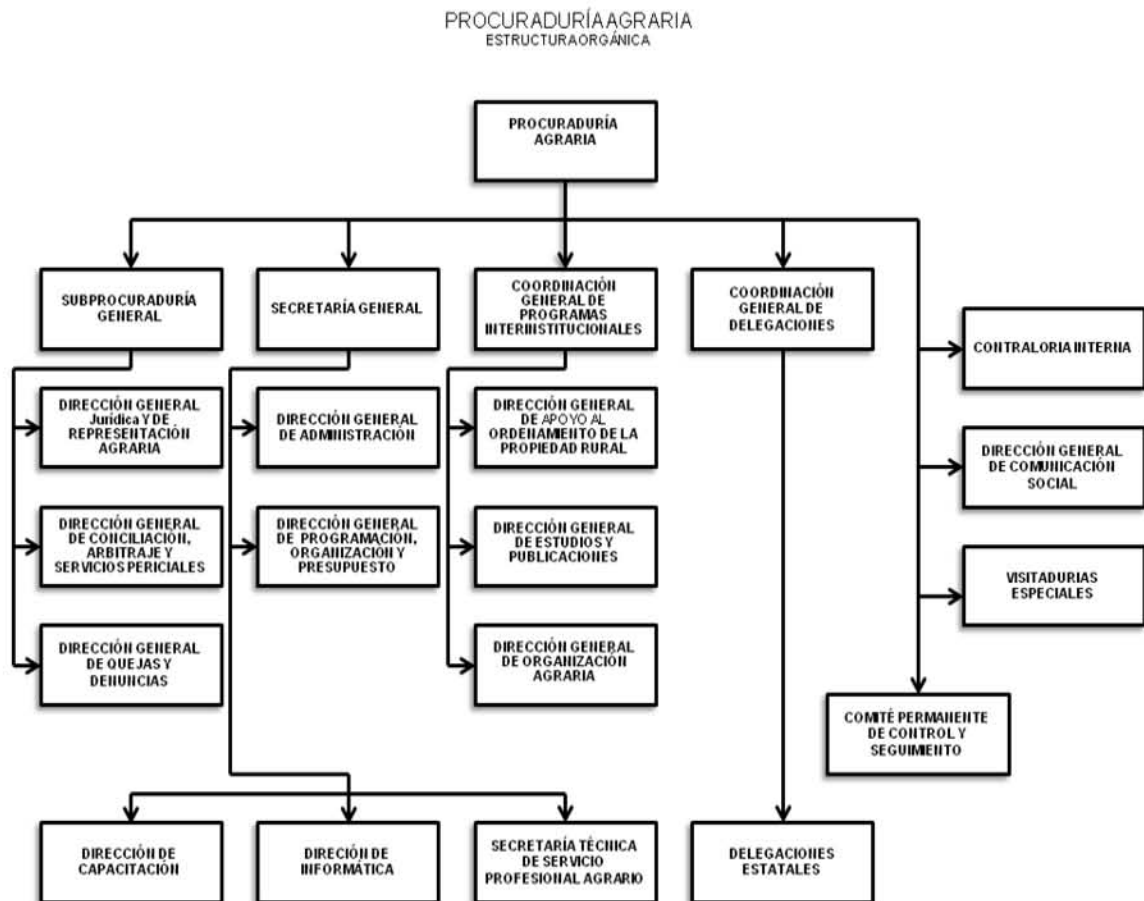 PROCURADURÍA AGRARIA
ESTRUCTURA ORGÁNICA
PROCURADURÍA
AGRARIA
SUBPROCURADURÍA
GENERAL
SECRETARÍA GENERAL
COORDINACIÓN
GENERAL DE
PROGRAMAS
INTERINSTITUCIONALES
COORDINACIÓN
GENERAL DE
DELEGACIONES
CONTRALORIA INTERNA
DIRECCIÓN GENERAL
Jurídica Y DE
REPRESENTACIÓN
AGRARIA
DIRECCIÓN GENERAL
DE ADMINISTRACIÓN
DIRECCIÓN GENERAL
DE APOYO AL
ORDENAMIENTO DE LA
PROPIEDAD RURAL
DIRECCIÓN GENERAL
DE COMUNICACIÓN
SOCIAL
DIRECCIÓN GENERAL
DE CONCILIACIÓN,
ARBITRAJE Y
SERVICIOS PERICIALES
DIRECCIÓN GENERAL
DE PROGRAMACIÓN,
ORGANIZACIÓN Y
PRESUPUESTO
DIRECCIÓN GENERAL
DE ESTUDIOS Y
PUBLICACIONES
VISITADURIAS
ESPECIALES
DIRECCIÓN GENERAL
DE QUEJAS Y
DENUNCIAS
DIRECCIÓN GENERAL
DE ORGANIZACIÓN
AGRARIA
COMITÉ PERMANENTE
DE CONTROL Y
SEGUIMIENTO
DIRECCIÓN DE
CAPACITACIÓN
DIRECIÓN DE
INFORMÁTICA
SECRETARÍA TÉCNICA
DE SERVICIO
PROFESIONAL AGRARIO
DELEGACIONES
ESTATALES